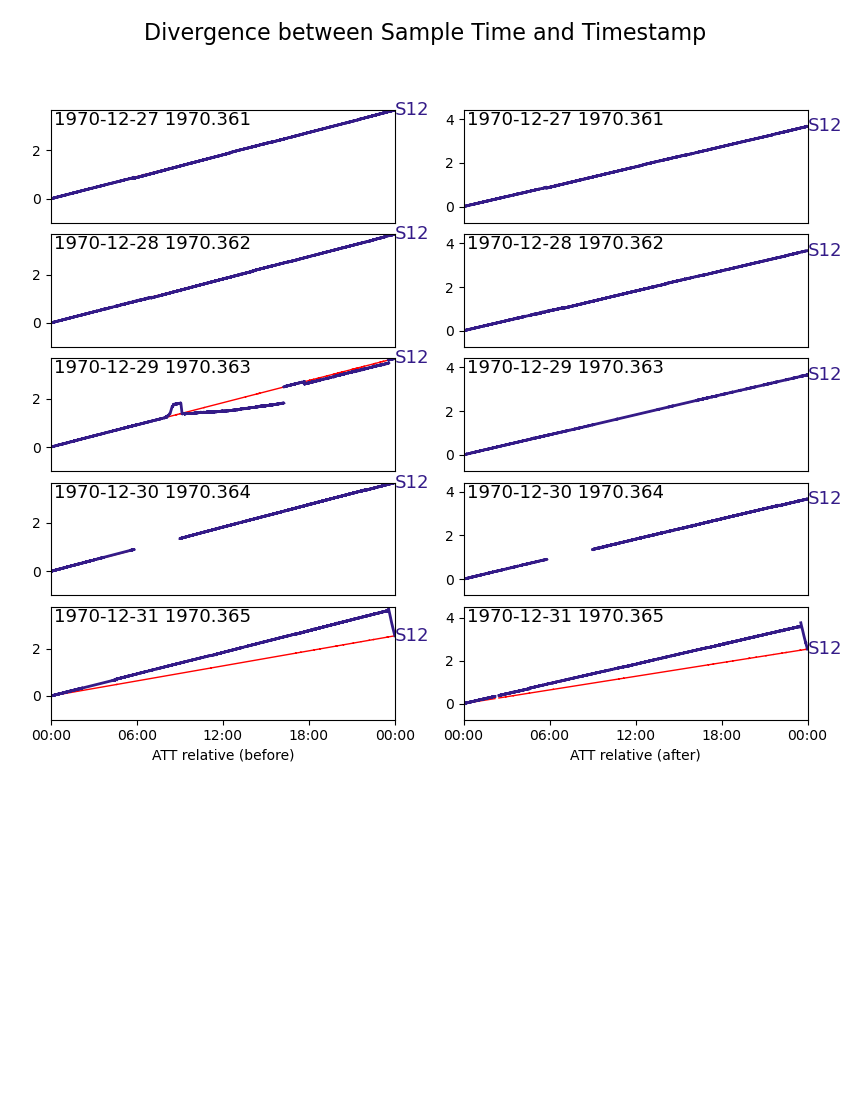 Divergence between Sample Time and Timestamp
1970-12-27 1970.361
S12
2
0
1970-12-27 1970.361
S12
4
2
0
1970-12-28 1970.362
S12
2
0
1970-12-28 1970.362
S12
4
2
0
1970-12-29 1970.363
S12
2
0
1970-12-29 1970.363
S12
4
2
0
1970-12-30 1970.364
S12
2
0
1970-12-30 1970.364
S12
4
2
0
1970-12-31 1970.365
S12
2
0
1970-12-31 1970.365
S12
4
2
0
00:00 06:00 12:00 18:00 00:00
ATT relative (before)
00:00 06:00 12:00 18:00 00:00
ATT relative (after)